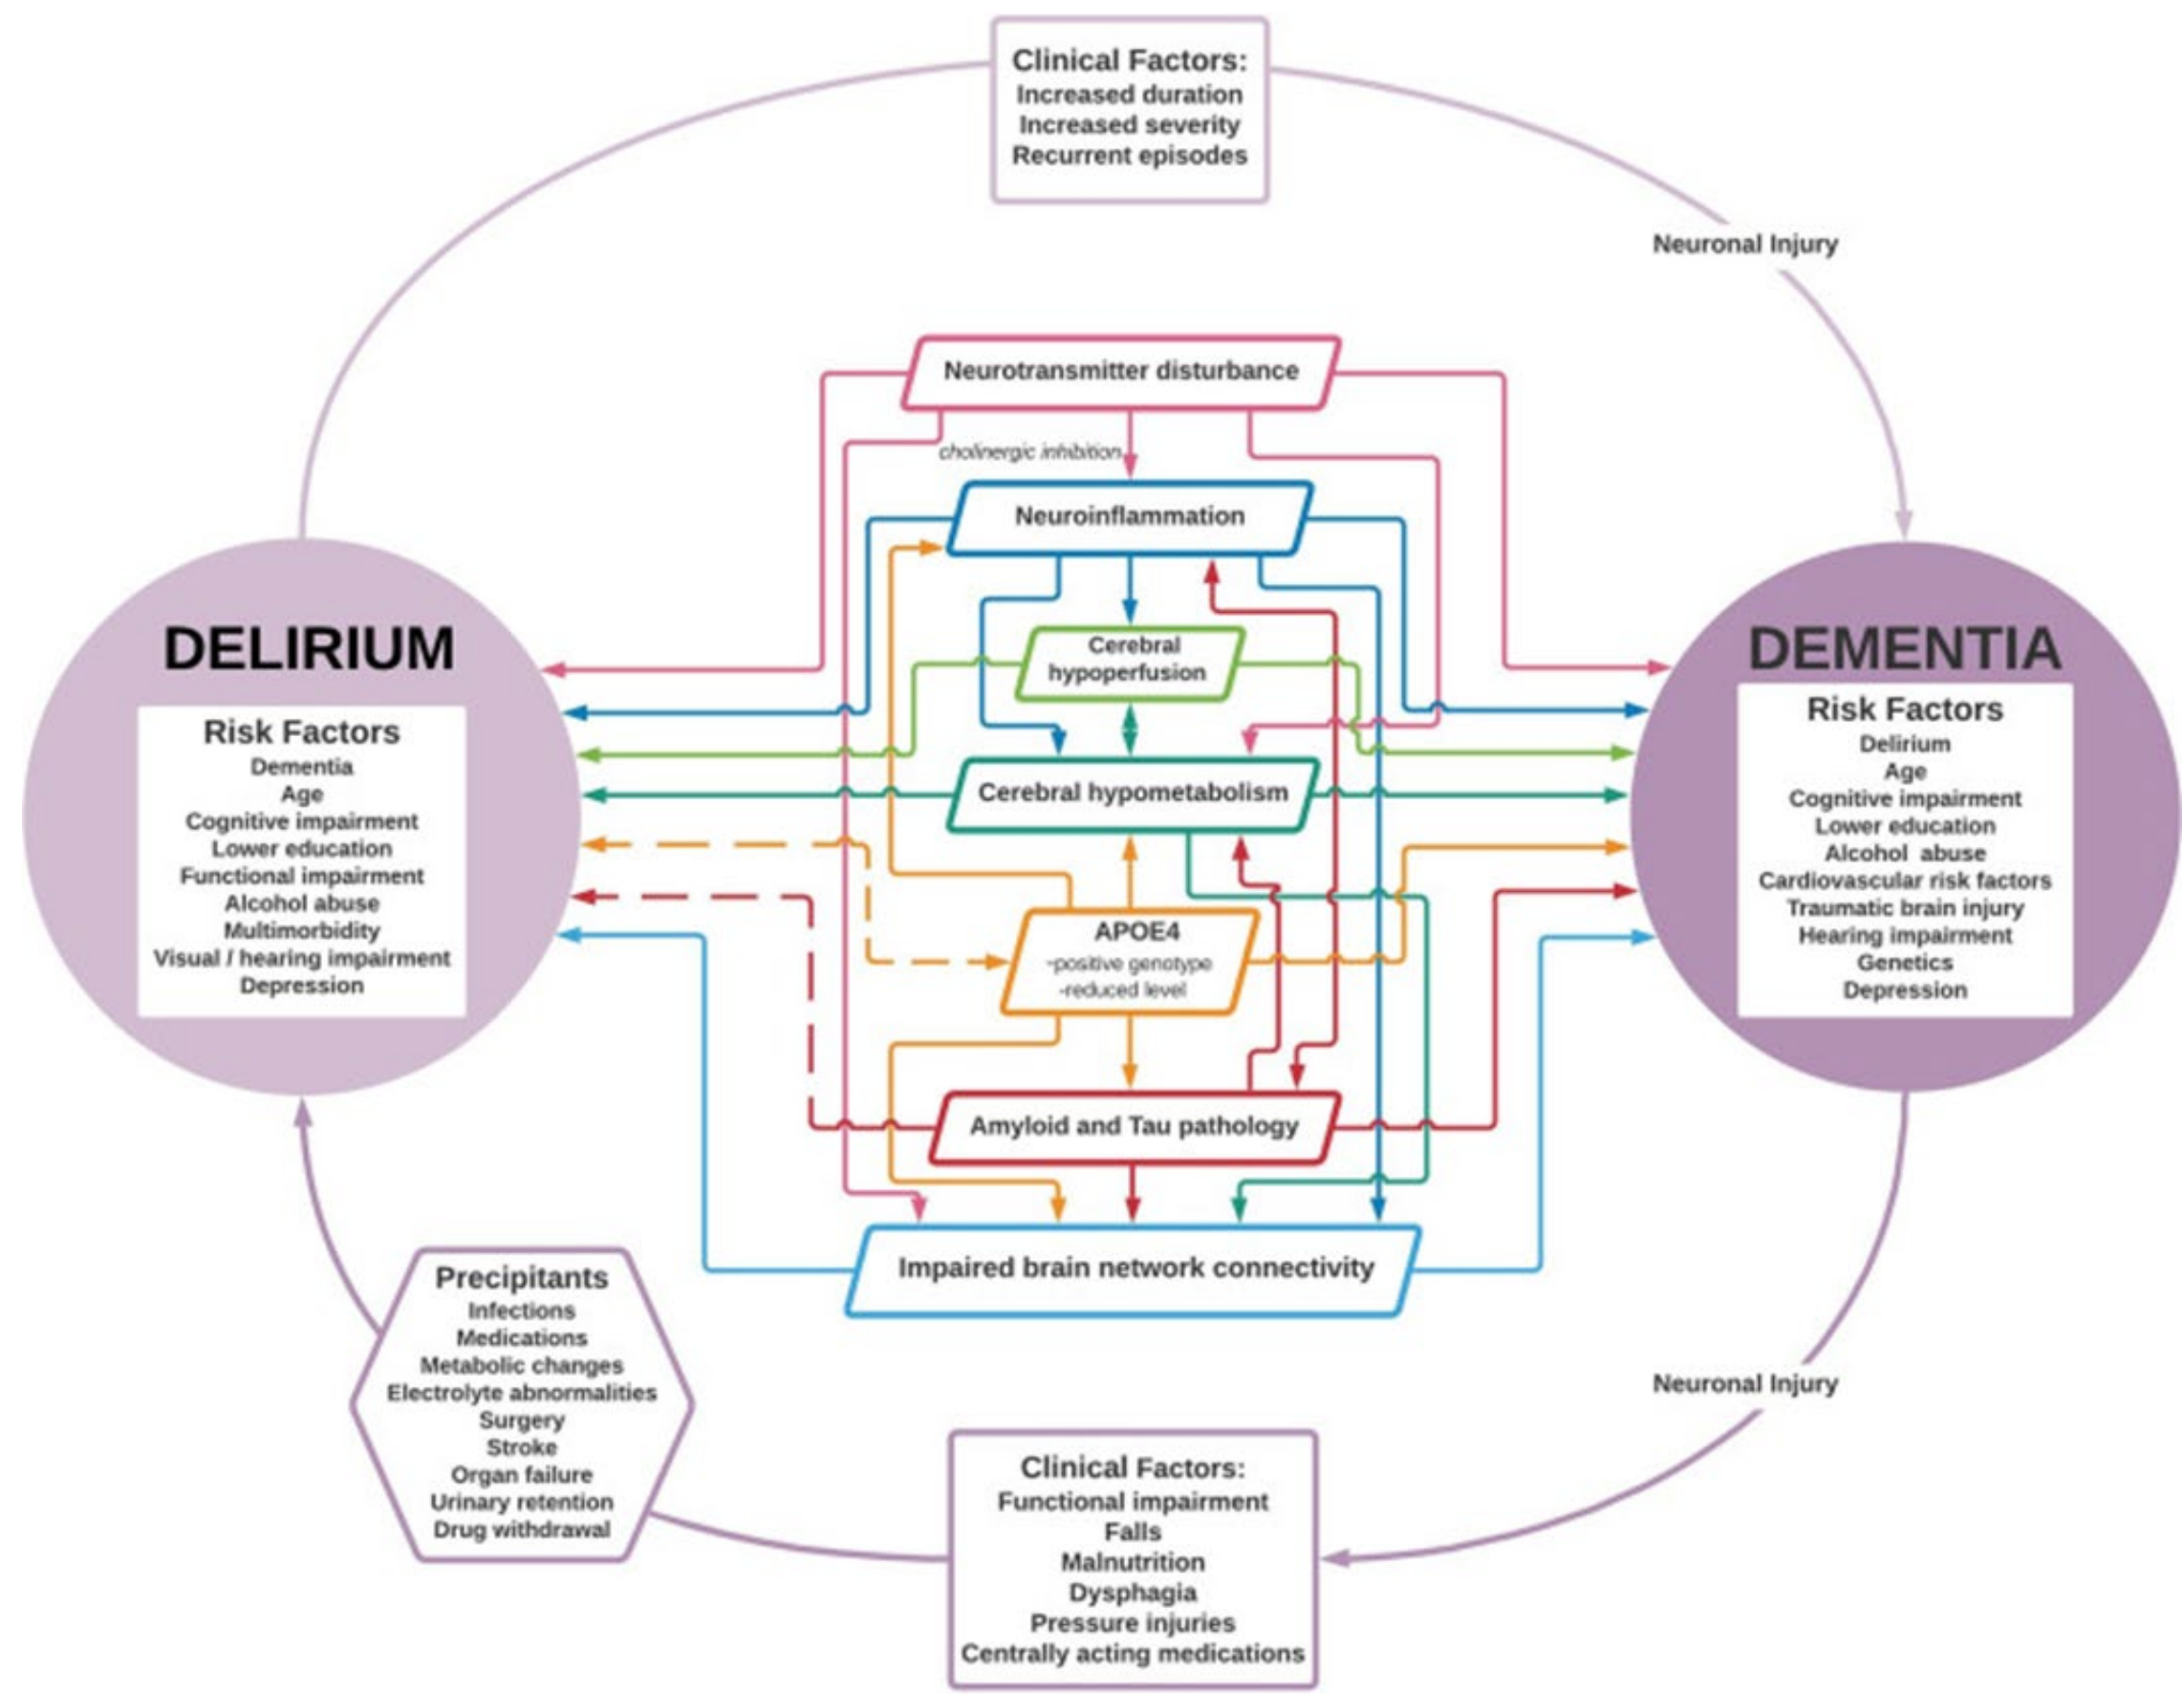 Clinical Factors:
Increased duration
Increased severity
Recurrent episodes
Neuronal Injury
Neurotransmitter disturbance
cholinergic inhibition
Neuroinflammation
Cerebral
hypoperfusion
Cerebral hypometabolism
APOE4
-positive genotype
-reduced level
Amyloid and Tau pathology
Impaired brain network connectivity
DELIRIUM
Risk Factors
Dementia
Age
Cognitive impairment
Lower education
Functional impairment
Alcohol abuse
Multimorbidity
Visual / hearing impairment
Depression
DEMENTIA
Risk Factors
Delirium
Age
Cognitive impairment
Lower education
Alcohol abuse
Cardiovascular risk factors
Traumatic brain injury
Hearing impairment
Genetics
Depression
Precipitants
Infections
Medications
Metabolic changes
Electrolyte abnormalities
Surgery
Stroke
Organ failure
Urinary retention
Drug withdrawal
Neuronal Injury
Clinical Factors:
Functional impairment
Falls
Malnutrition
Dysphagia
Pressure injuries
Centrally acting medications